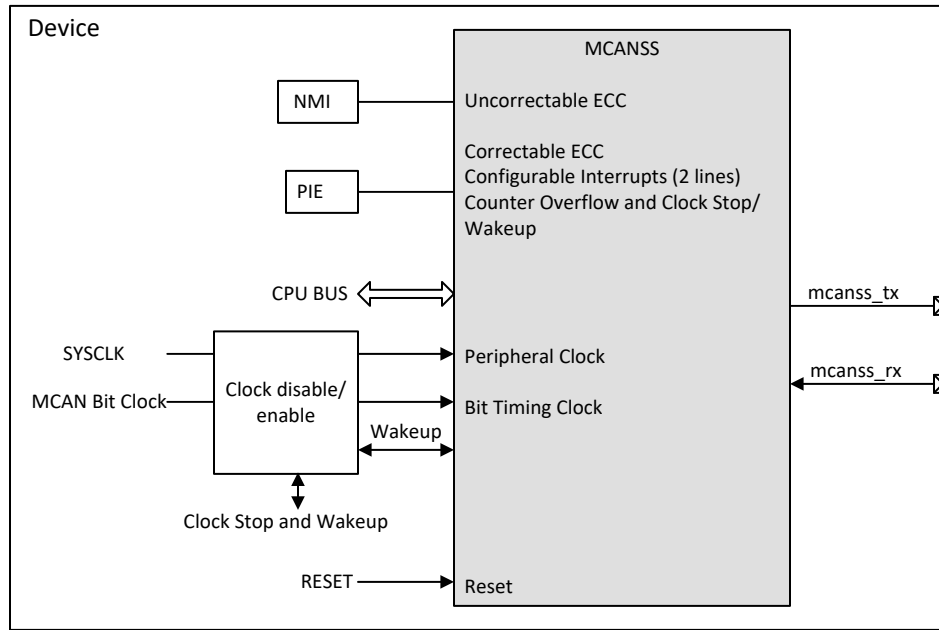 Device
MCANSS
NMI
Uncorrectable ECC
Correctable ECC
Configurable Interrupts (2 lines)
PIE
Counter Overflow and Clock Stop/
Wakeup
CPU BUS
mcanss_tx
SYSCLK
Peripheral Clock
mcanss_rx
Clock disable/
enable
MCAN Bit Clock
Bit Timing Clock
Wakeup
Clock Stop and Wakeup
RESET
Reset